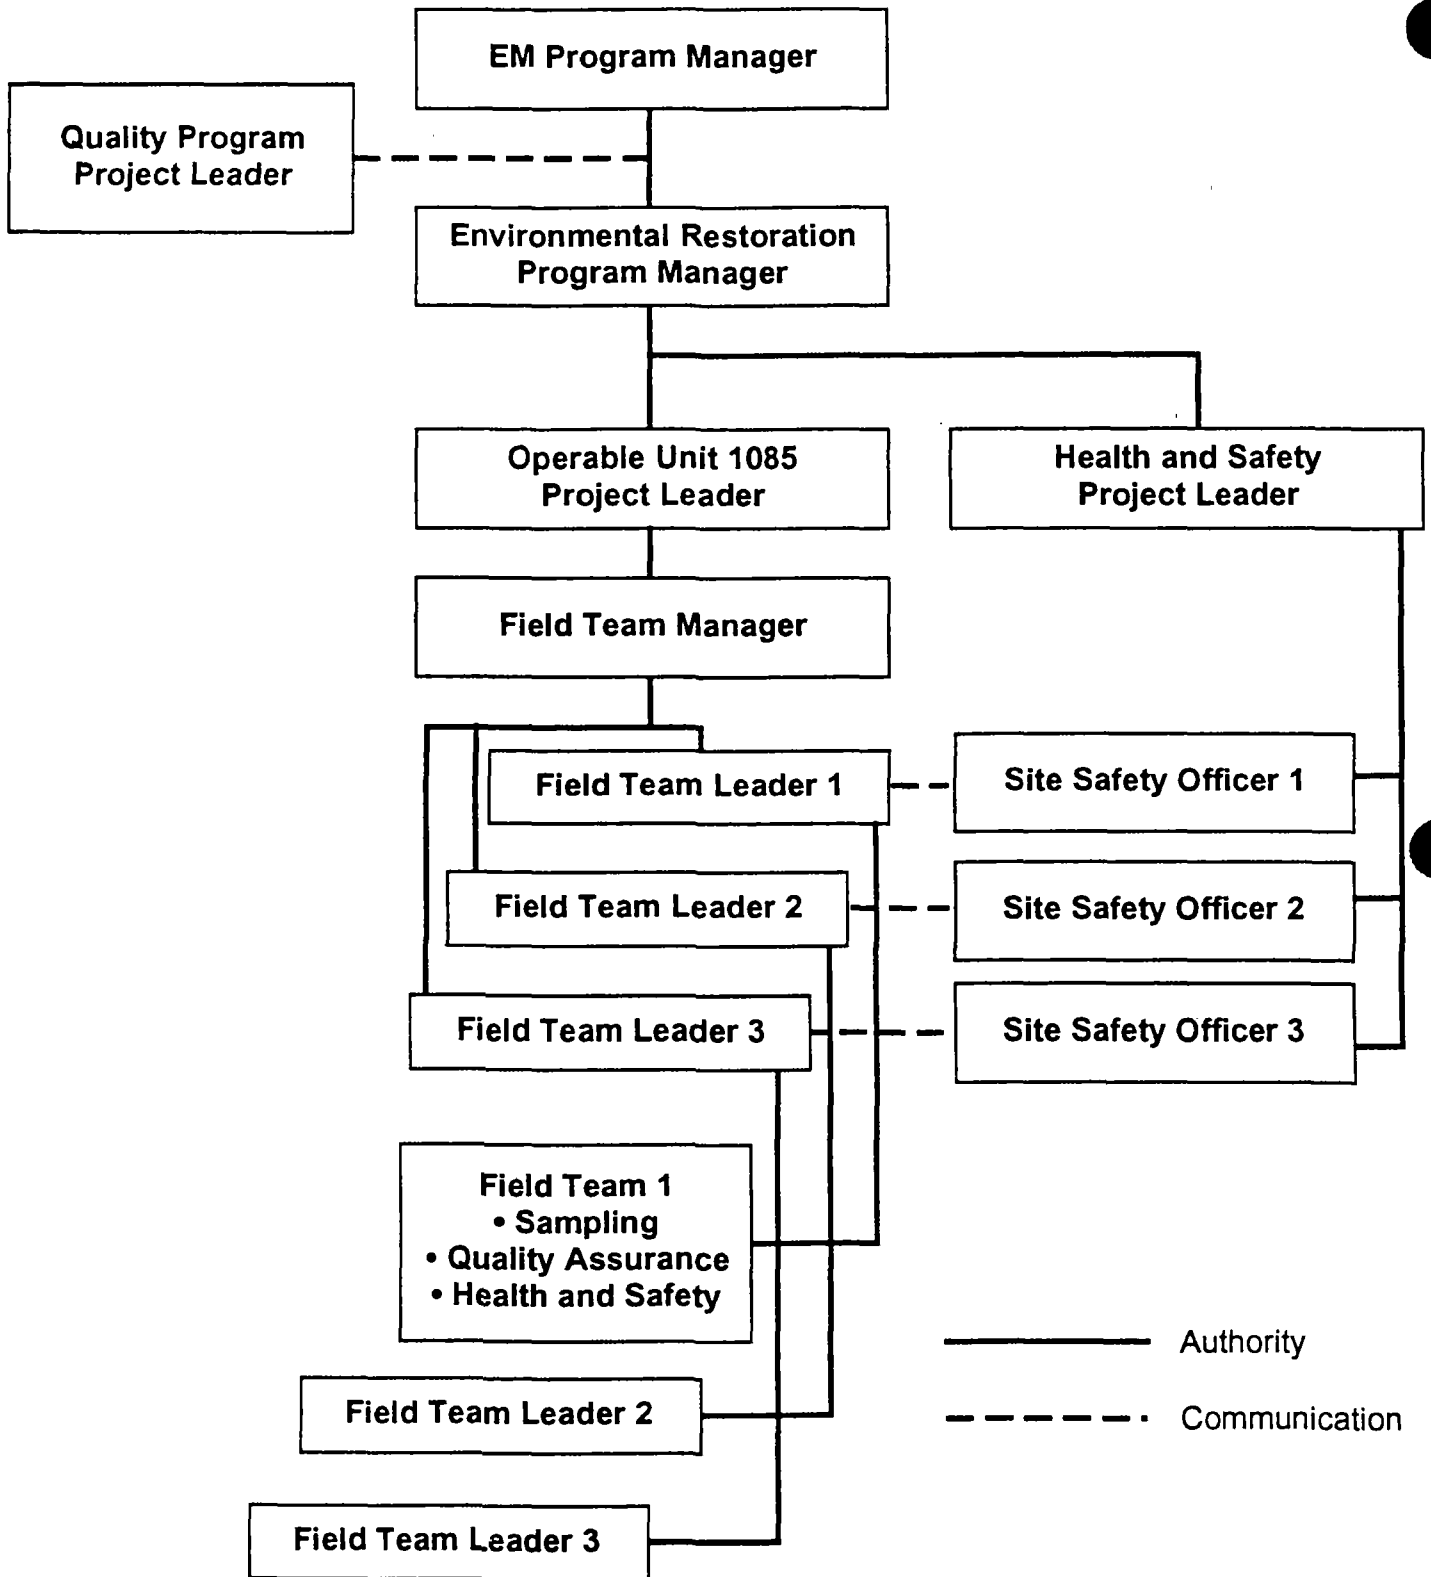 EM Program Manager
Quality Program
Project Leader
Environmental Restoration
Program Manager
Operable Unit 1085
Project Leader
Health and Safety
Project Leader
Field Team Manager
Field Team Leader 1
Site Safety Officer 1
Field Team Leader 2
Site Safety Officer 2
Field Team Leader 3
Site Safety Officer 3
Field Team 1
• Sampling
• Quality Assurance
• Health and Safety
Authority
Field Team Leader 2
Communication
Field Team Leader 3